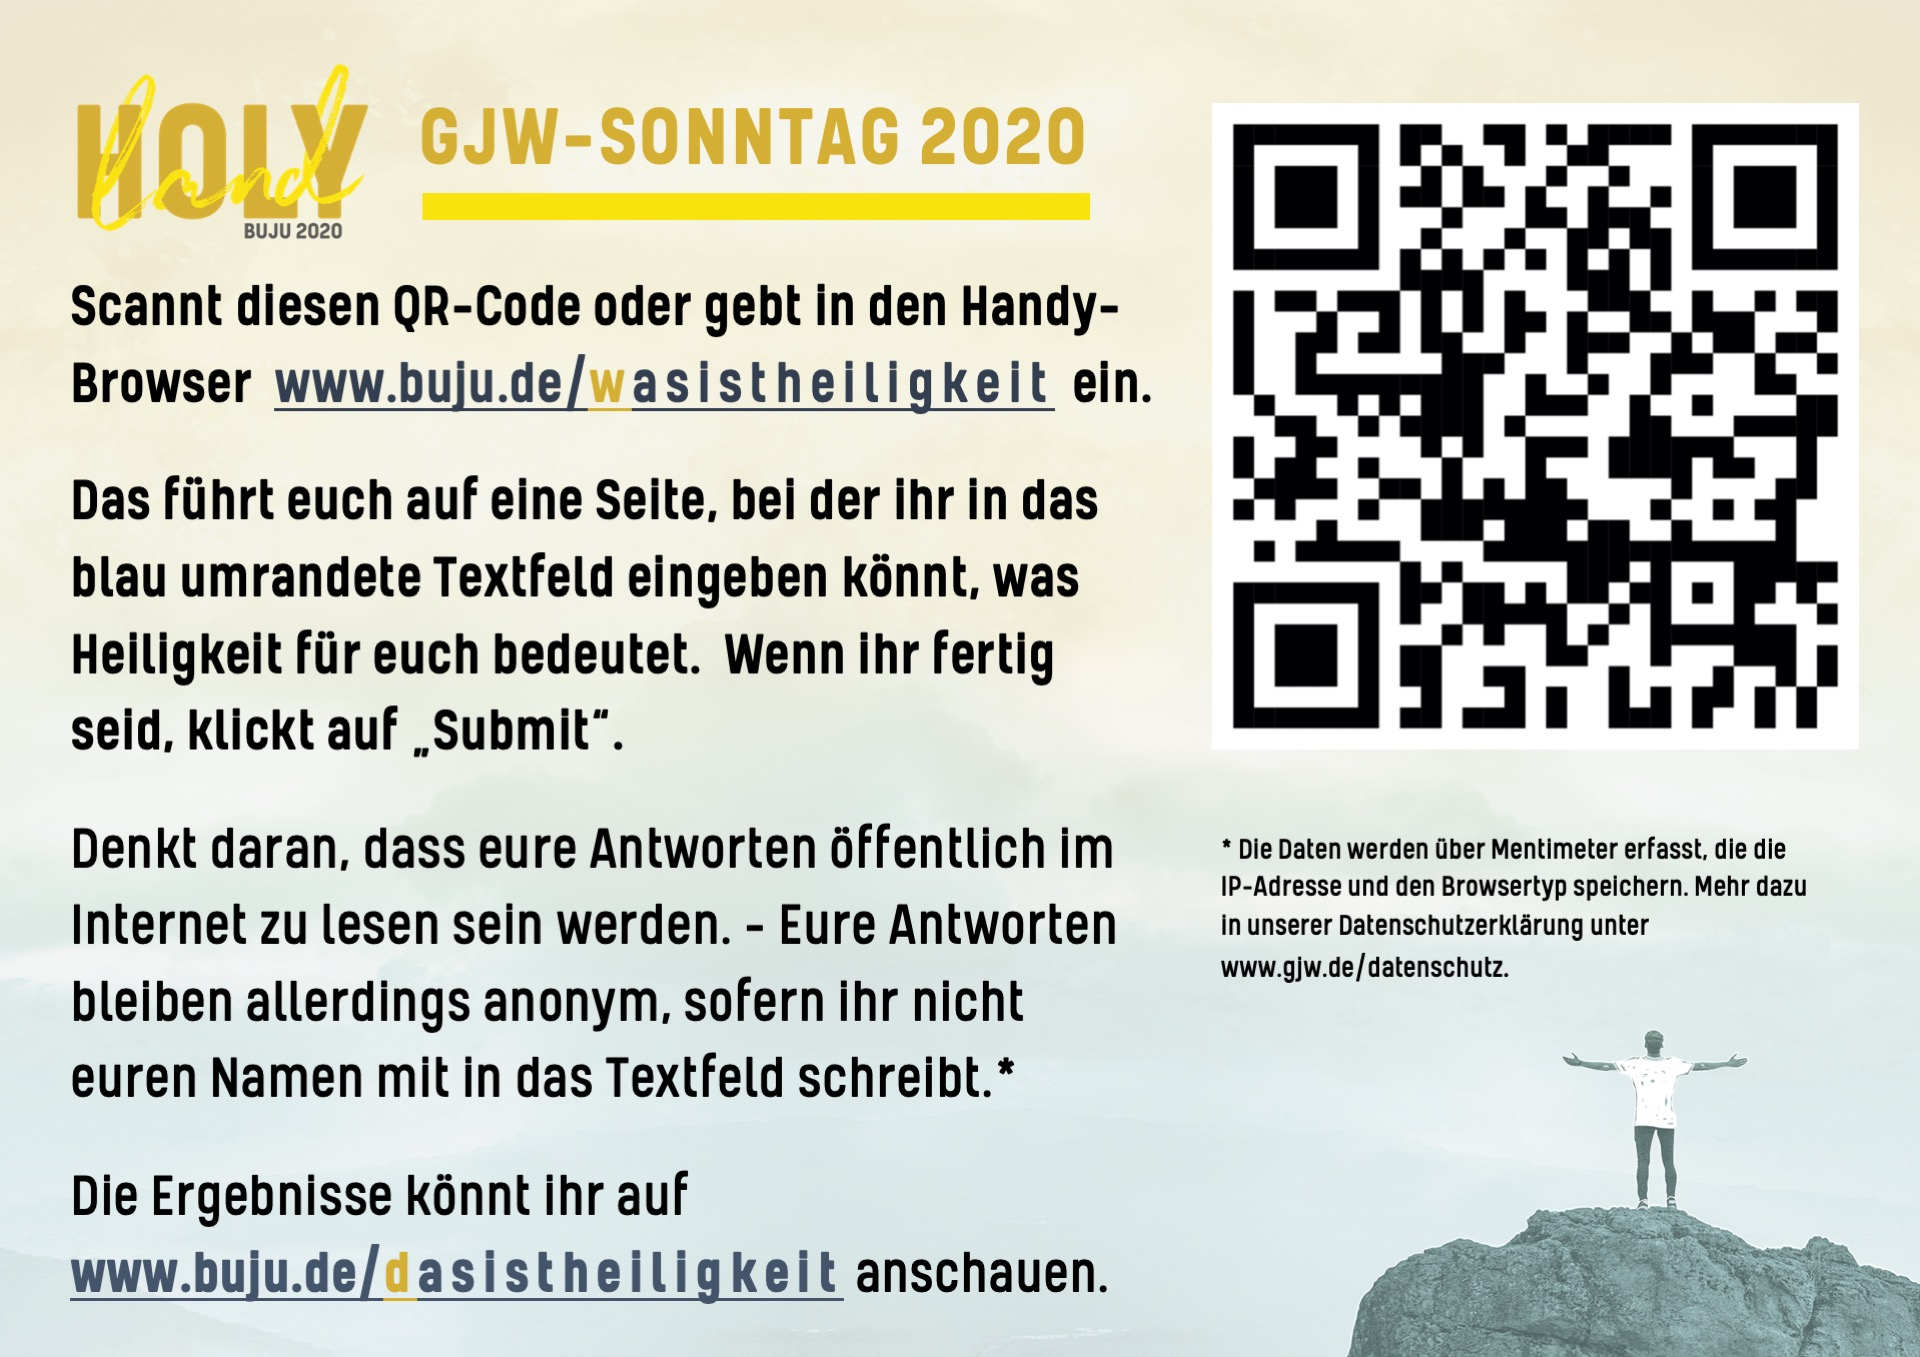 HOLY
land
BUJU 2020
GJW-SONNTAG 2020
Scannt diesen QR-Code oder gebt in den Handy-
Browser www.buju.de/wasistheiligkeit ein.
Das führt euch auf eine Seite, bei der ihr in das
blau umrandete Textfeld eingeben könnt, was
Heiligkeit für euch bedeutet. Wenn ihr fertig
seid, klickt auf „Submit“.
Denkt daran, dass eure Antworten öffentlich im
Internet zu lesen sein werden. - Eure Antworten
bleiben allerdings anonym, sofern ihr nicht
euren Namen mit in das Textfeld schreibt.*
Die Ergebnisse könnt ihr auf
www.buju.de/dasistheiligkeit anschauen.
* Die Daten werden über Mentimeter erfasst, die die
IP-Adresse und den Browsertyp speichern. Mehr dazu
in unserer Datenschutzerklärung unter
www.gjw.de/datenschutz.